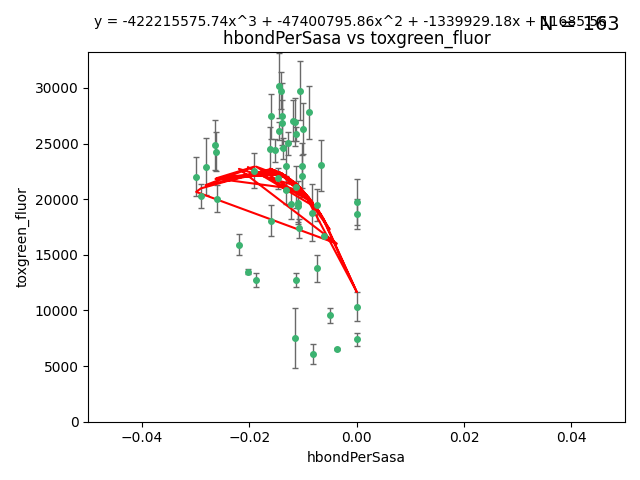 y = -422215575.74x^3 + -47400795.86x^2 + -1339929.18x +
N = 163
hbondPerSasa vs toxgreen_fluor
30000
25000
20000
15000
10000
5000
0
toxgreen_fluor
-0.04 -0.02 0.00 0.02 0.04
hbondPerSasa